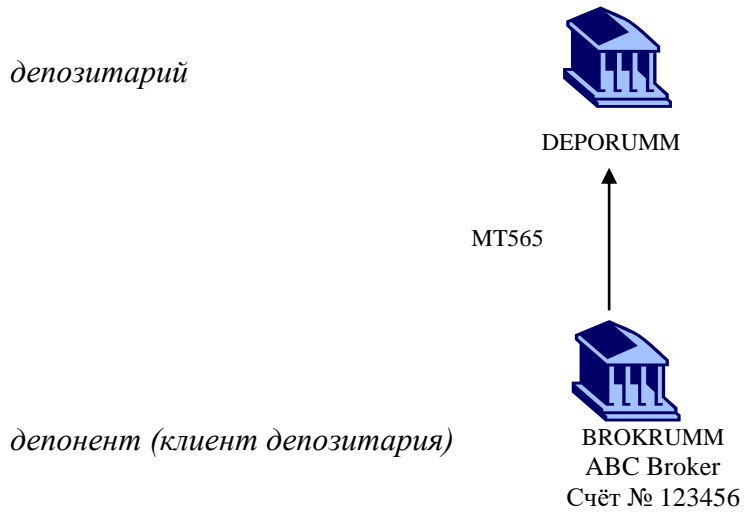 депозитарий
DEPORUMM
MT565
депонент (клиент депозитария)
BROKRUMM
ABC Broker
Счёт № 123456